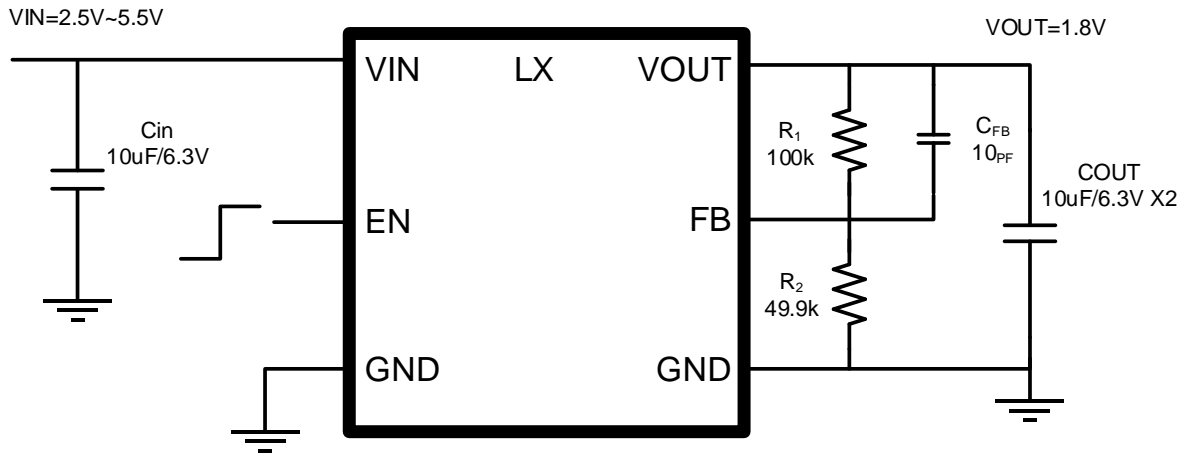 VIN=2.5V~5.5V
VOUT=1.8V
VIN
LX
VOUT
Cin
10uF/6.3V
R1
100k
CFB
10PF
COUT
10uF/6.3V X2
EN
FB
R2
49.9k
GND
GND